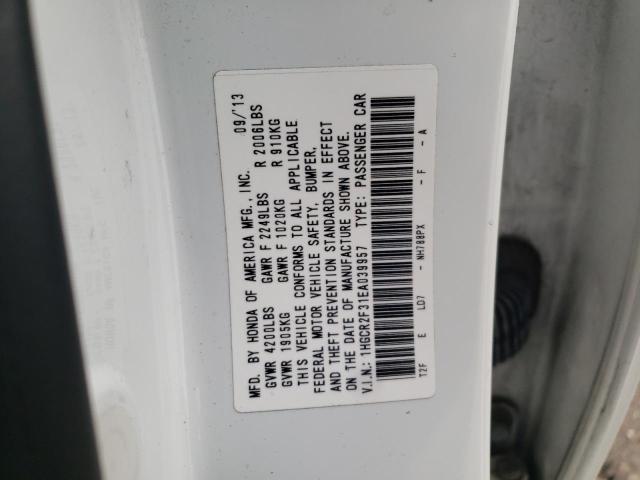 MFD. BY HONDA OF AMERICA MFG., INC. 09/'13
GVWR 4200LBS GAWR F 2249LBS R 2006LBS
GVWR 1905KG GAWR F 1020KG R 910KG
THIS VEHICLE CONFORMS TO ALL APPLICABLE
FEDERAL MOTOR VEHICLE SAFETY, BUMPER,
AND THEFT PREVENTION STANDARDS IN EFFECT
ON THE DATE OF MANUFACTURE SHOWN ABOVE.
V.I.N.: 1HGCR2F31EA039957 TYPE: PASSENGER CAR
T2F E LD7 - NH788PX - F - A